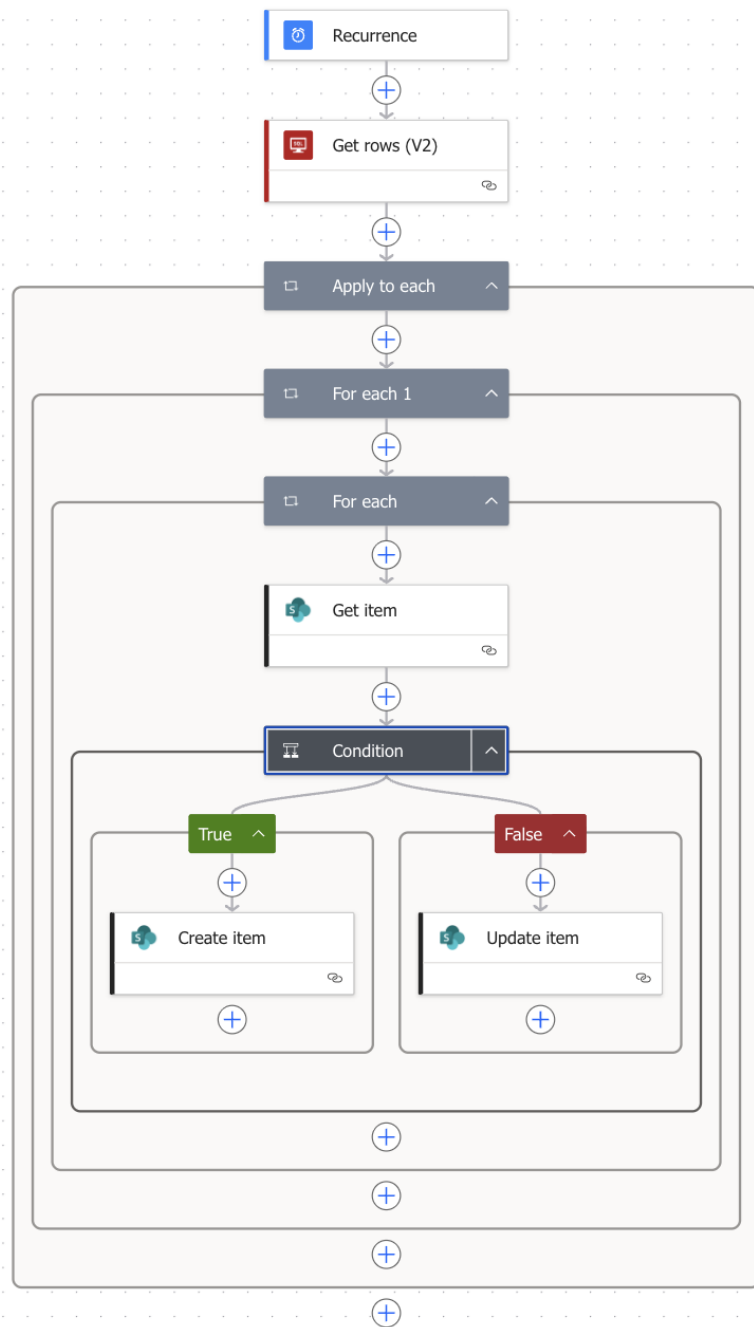 Recurrence
SQL
Get rows (V2)
Apply to each
For each 1
For each
S
Get item
Condition
True
False
S
Create item
S
Update item